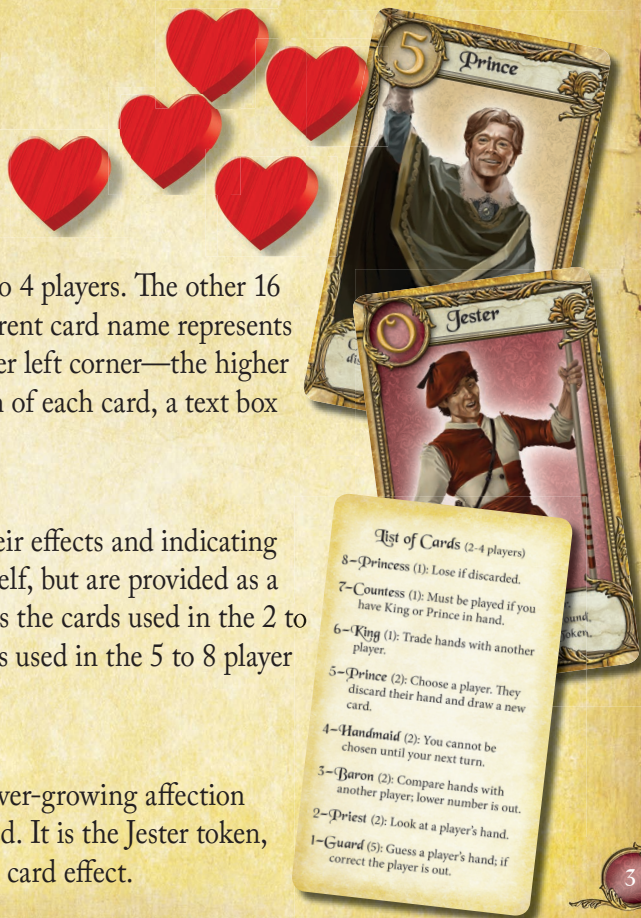 5
Prince
o 4 players. The other 16
rent card name represents
er left corner—the higher
n of each card, a text box
0
Jester
eir effects and indicating
elf, but are provided as a
s the cards used in the 2 to
s used in the 5 to 8 player
ver-growing affection
d. It is the Jester token,
card effect.
ound,
oken,
List of Cards (2-4 players)
8–Princess (1): Lose if discarded.
7–Countess (1): Must be played if you
have King or Prince in hand.
6–King (1): Trade hands with another
player.
5–Prince (2): Choose a player. They
discard their hand and draw a new
card.
4–Handmaid (2): You cannot be
chosen until your next turn.
3–Baron (2): Compare hands with
another player; lower number is out.
2–Priest (2): Look at a player's hand.
1–Guard (5): Guess a player's hand; if
correct the player is out.
3